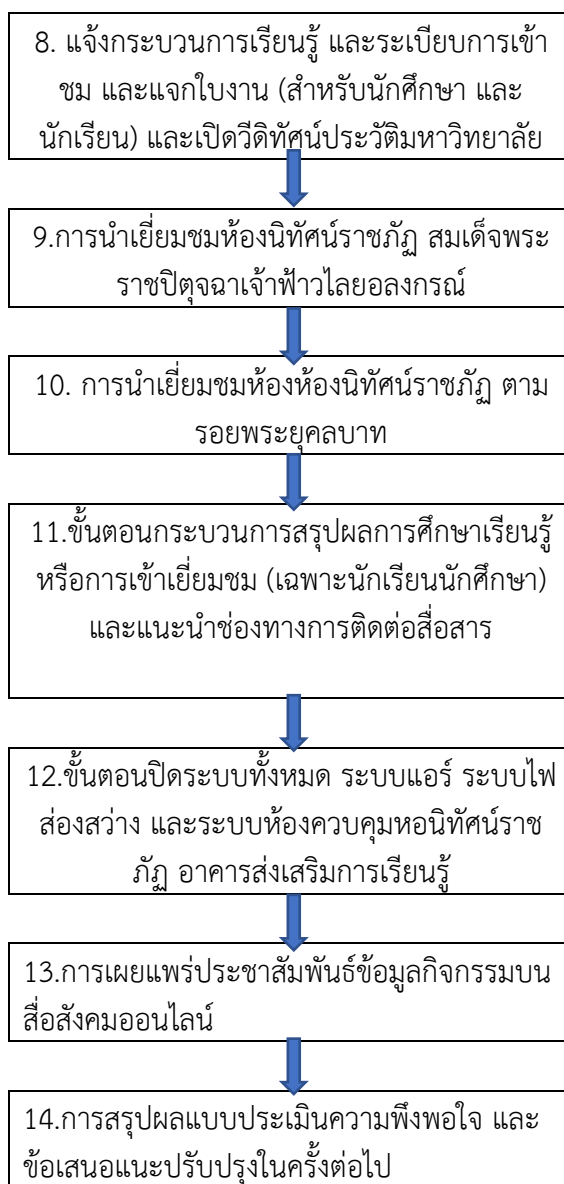 8. แจ้งกระบวนการเรียนรู้ และระเบียบการเข้า
ชม และแจกใบงาน (สำหรับนักศึกษา และ
นักเรียน) และเปิดวีดิทัศน์ประวัติมหาวิทยาลัย
9.การนำเยี่ยมชมห้องนิทัศน์ราชภัฏ สมเด็จพระ
ราชปิตุจฉาเจ้าฟ้าวไลยอลงกรณ์
10. การนำเยี่ยมชมห้องห้องนิทัศน์ราชภัฏ ตาม
รอยพระยุคลบาท
11.ขั้นตอนกระบวนการสรุปผลการศึกษาเรียนรู้
หรือการเข้าเยี่ยมชม (เฉพาะนักเรียนนักศึกษา)
และแนะนำช่องทางการติดต่อสื่อสาร
12.ขั้นตอนปิดระบบทั้งหมด ระบบแอร์ ระบบไฟ
ส่องสว่าง และระบบห้องควบคุมหอนิทัศน์ราช
ภัฏ อาคารส่งเสริมการเรียนรู้
13.การเผยแพร่ประชาสัมพันธ์ข้อมูลกิจกรรมบน
สื่อสังคมออนไลน์
14.การสรุปผลแบบประเมินความพึงพอใจ และ
ข้อเสนอแนะปรับปรุงในครั้งต่อไป